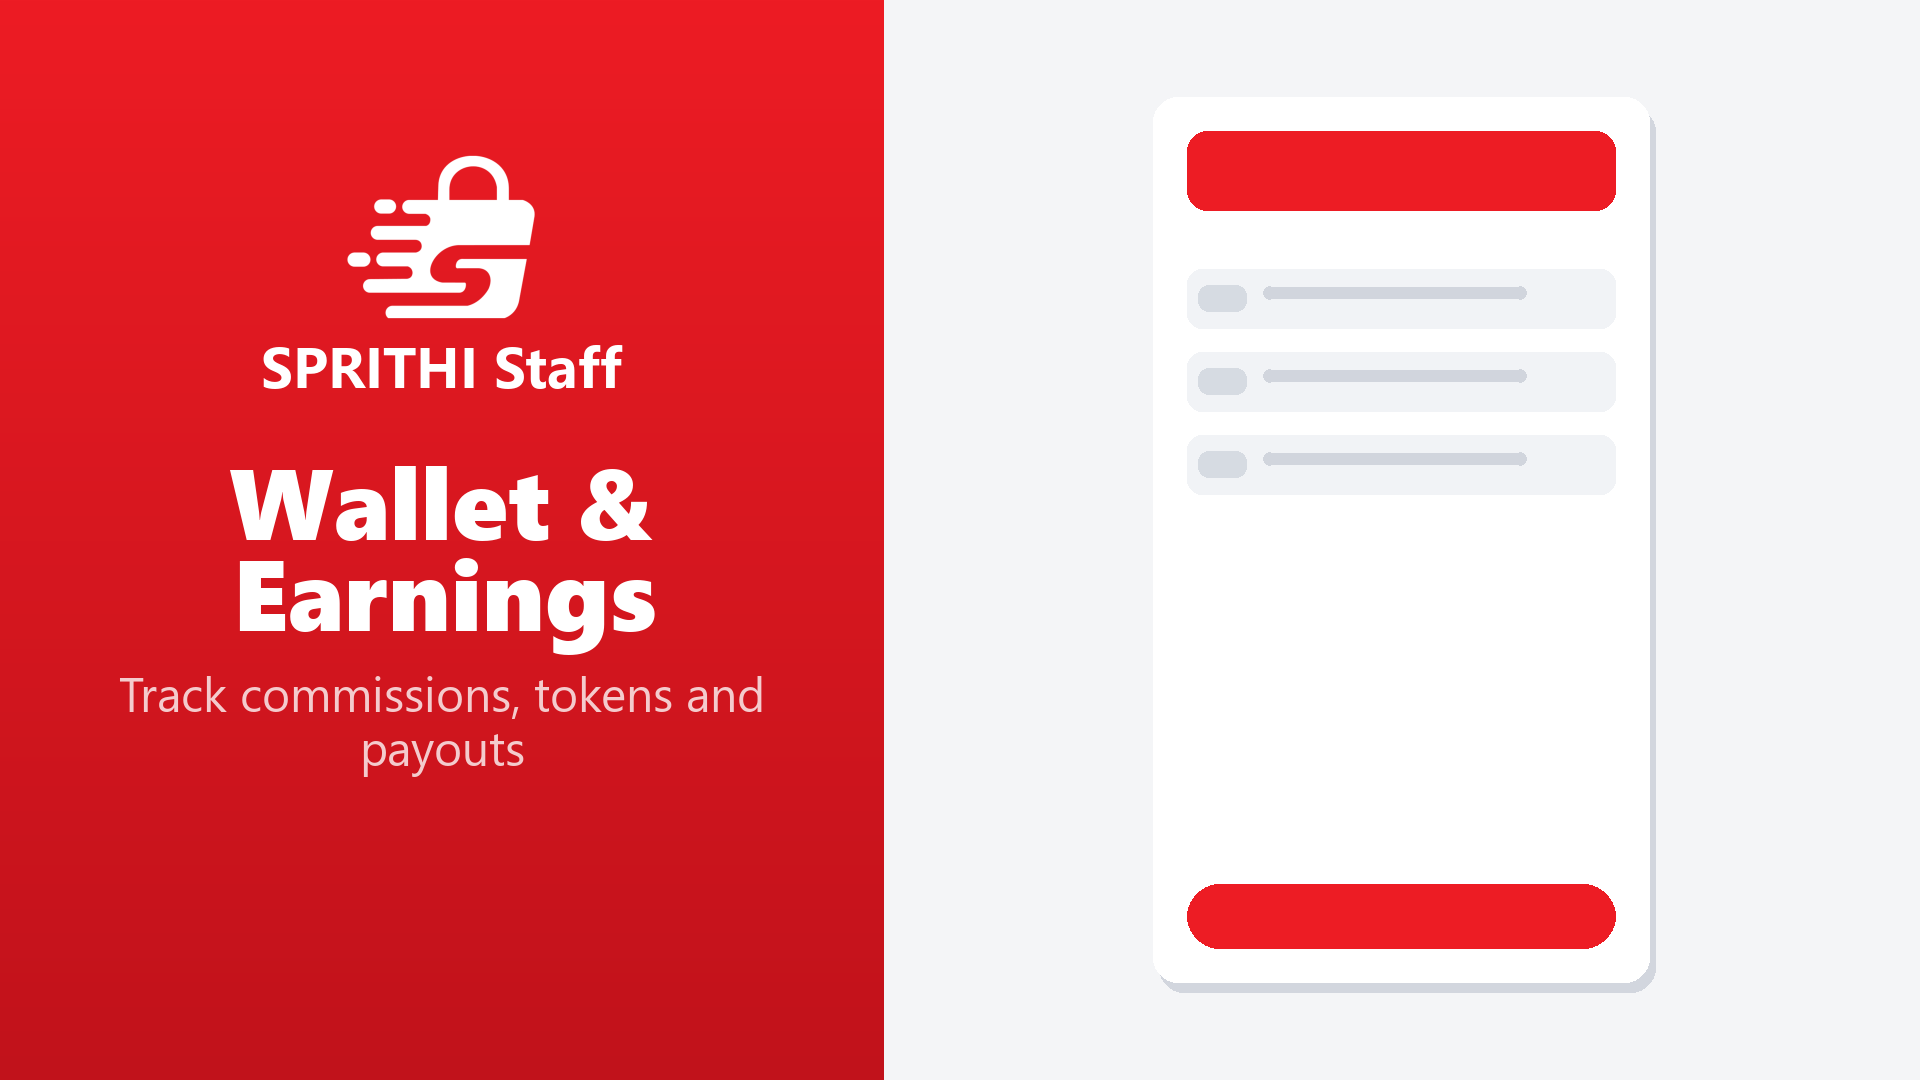 SPRITHI Staff
Wallet &
Earnings
Track commissions, tokens and
payouts